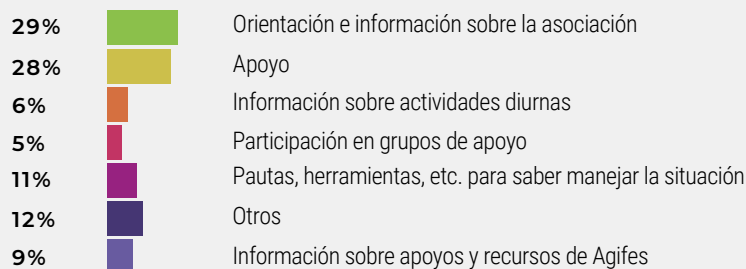 29% Orientación e información sobre la asociación
28% Apoyo
6% Información sobre actividades diurnas
5% Participación en grupos de apoyo
11% Pautas, herramientas, etc. para saber manejar la situación
12% Otros
9% Información sobre apoyos y recursos de Agifes